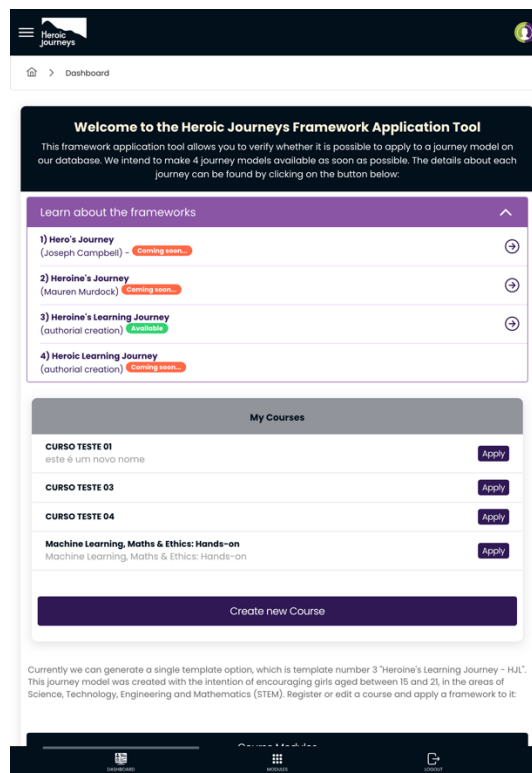 Heroic
journeys
Dashboard
Welcome to the Heroic Journeys Framework Application Tool
This framework application tool allows you to verify whether it is possible to apply to a journey model on
our database. We intend to make 4 journey models available as soon as possible. The details about each
journey can be found by clicking on the button below:
Learn about the frameworks
1) Hero's Journey
(Joseph Campbell) - Coming soon...
2) Heroine's Journey
(Mauren Murdock) Coming soon...
3) Heroine's Learning Journey
(authorial creation) Available
4) Heroic Learning Journey
(authorial creation) Coming soon...
My Courses
CURSO TESTE 01
este é um novo nome
Apply
CURSO TESTE 03
Apply
CURSO TESTE 04
Apply
Machine Learning, Maths & Ethics: Hands-on
Machine Learning, Maths & Ethics: Hands-on
Apply
Create new Course
Currently we can generate a single template option, which is template number 3 "Heroine's Learning Journey - HJL".
This journey model was created with the intention of encouraging girls aged between 15 and 21, in the areas of
Science, Technology, Engineering and Mathematics (STEM). Register or edit a course and apply a framework to it:
Course Modules
DASHBOARD
MODULES
LOGOUT